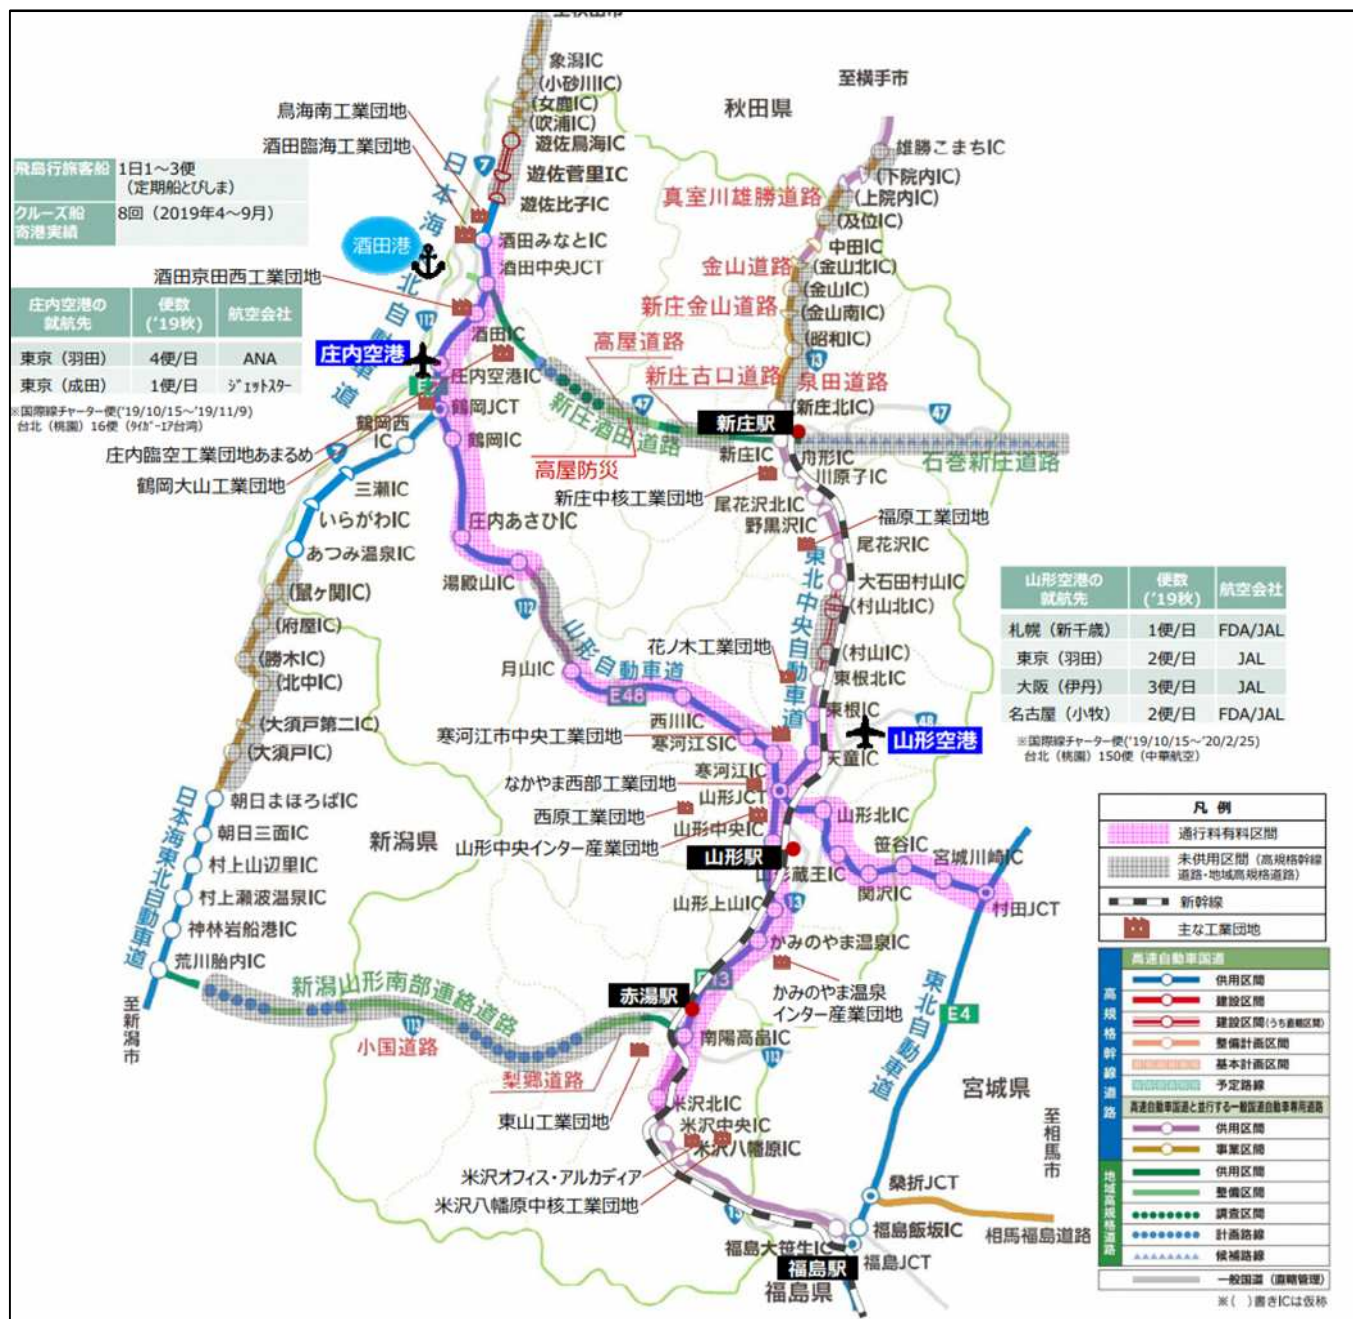 象潟IC
(小砂川IC)
(女鹿IC)
(吹浦IC)
遊佐鳥海IC
遊佐菅里IC
遊佐比子IC
酒田みなとIC
酒田中央JCT
鳥海南工業団地
酒田臨海工業団地
日本海東北自動車道
7
飛島行旅客船 1日1～3便
（定期船とびしま）
クルーズ船
寄港実績
8回（2019年4～9月）
酒田港
酒田京田西工業団地
庄内空港の
就航先
便数
('19秋)
航空会社
東京（羽田） 4便/日 ANA
東京（成田） 1便/日 ｼﾞｪｯﾄｽﾀｰ
※国際線チャーター便('19/10/15～'19/11/9)
台北（桃園）16便（ﾀｲｶﾞｰｴｱ台湾）
112
庄内空港
酒田IC
庄内空港IC
鶴岡JCT
鶴岡西
IC
鶴岡IC
庄内臨空工業団地あまるめ
鶴岡大山工業団地
7
三瀬IC
いらがわIC
あつみ温泉IC
(鼠ヶ関IC)
(府屋IC)
(勝木IC)
(北中IC)
(大須戸第二IC)
(大須戸IC)
朝日まほろばIC
朝日三面IC
村上山辺里IC
村上瀬波温泉IC
神林岩船港IC
荒川胎内IC
日本海東北自動車道
至新潟市
新潟県
秋田県
至横手市
雄勝こまちIC
(下院内IC)
(上院内IC)
(及位IC)
中田IC
(金山北IC)
(金山IC)
(金山南IC)
(昭和IC)
13
(新庄北IC)
真室川雄勝道路
金山道路
新庄金山道路
高屋道路
新庄古口道路
泉田道路
47
新庄酒田道路
高屋防災
新庄駅
47
石巻新庄道路
新庄IC
舟形IC
川原子IC
新庄中核工業団地
尾花沢北IC
野黒沢IC
福原工業団地
尾花沢IC
大石田村山IC
(村山北IC)
(村山IC)
東根北IC
東根IC
東北中央自動車道
花ノ木工業団地
庄内あさひIC
湯殿山IC
112
山形自動車道
月山IC
E48
西川IC
寒河江SIC
寒河江IC
寒河江市中央工業団地
なかやま西部工業団地
山形JCT
西原工業団地
山形中央IC
山形中央インター産業団地
48
山形空港
天童IC
山形北IC
笹谷IC
宮城川崎IC
関沢IC
村田JCT
山形駅
山形蔵王IC
山形上山IC
13
かみのやま温泉IC
かみのやま温泉
インター産業団地
山形空港の
就航先
便数
('19秋)
航空会社
札幌（新千歳） 1便/日 FDA/JAL
東京（羽田） 2便/日 JAL
大阪（伊丹） 3便/日 JAL
名古屋（小牧） 2便/日 FDA/JAL
※国際線チャーター便('19/10/15～'20/2/25)
台北（桃園）150便（中華航空）
新潟山形南部連絡道路
113
小国道路
梨郷道路
赤湯駅
南陽高畠IC
113
東山工業団地
米沢北IC
米沢中央IC
米沢八幡原IC
米沢オフィス・アルカディア
米沢八幡原中核工業団地
13
福島大笹生IC
福島飯坂IC
福島JCT
福島駅
福島県
東北自動車道
E4
宮城県
至相馬市
桑折JCT
相馬福島道路
凡 例
通行料有料区間
未供用区間（高規格幹線
道路・地域高規格道路）
新幹線
主な工業団地
高規格幹線道路
高速自動車国道
供用区間
建設区間
建設区間(うち直轄区間)
整備計画区間
基本計画区間
予定路線
高速自動車国道と並行する一般国道自動車専用道路
供用区間
事業区間
地域高規格道路
供用区間
整備区間
調査区間
計画路線
候補路線
一般国道（直轄管理）
※（　）書きICは仮称